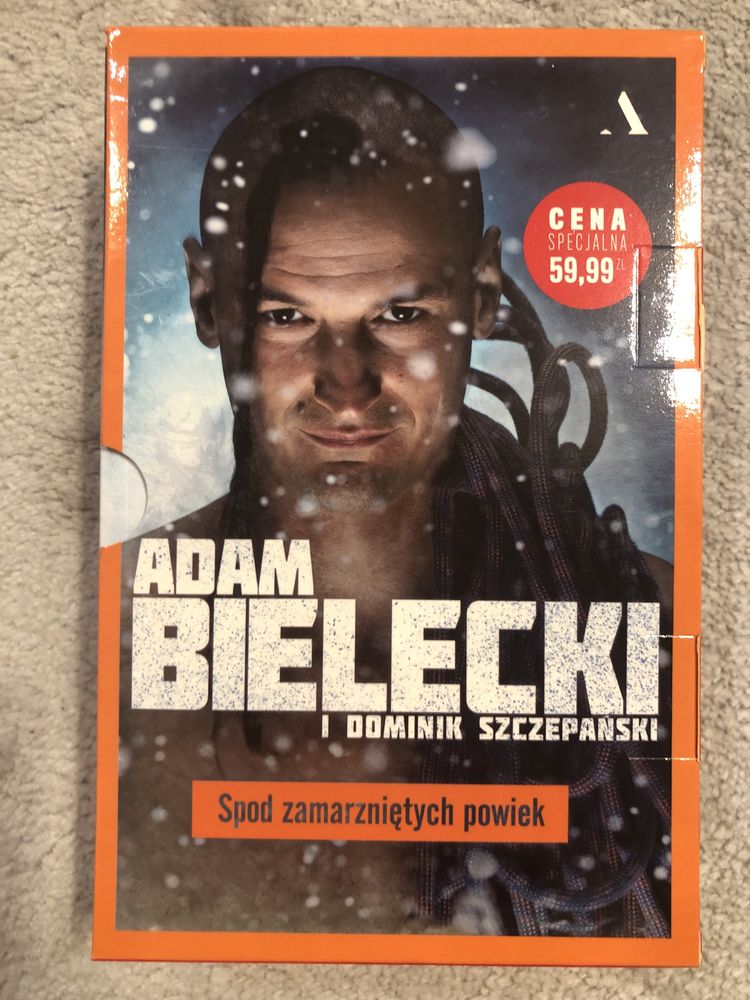 A
CENA
SPECJALNA
59,99 ZŁ
ADAM
BIELECKI
I DOMINIK SZCZEPAŃSKI
Spod zamarzniętych powiek